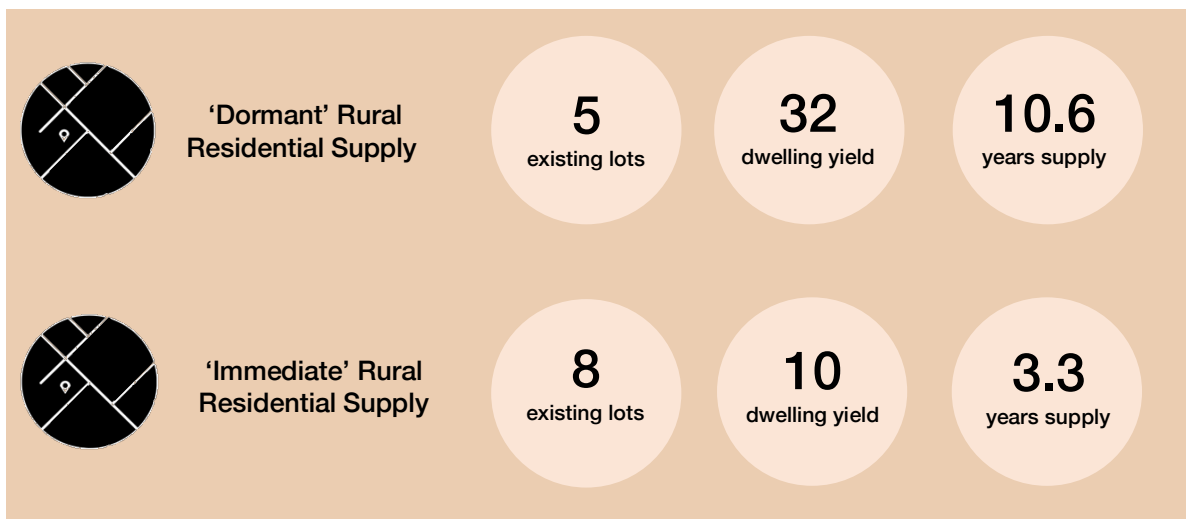 ‘Dormant’ Rural
Residential Supply
5
existing lots
32
dwelling yield
10.6
years supply
‘Immediate’ Rural
Residential Supply
8
existing lots
10
dwelling yield
3.3
years supply